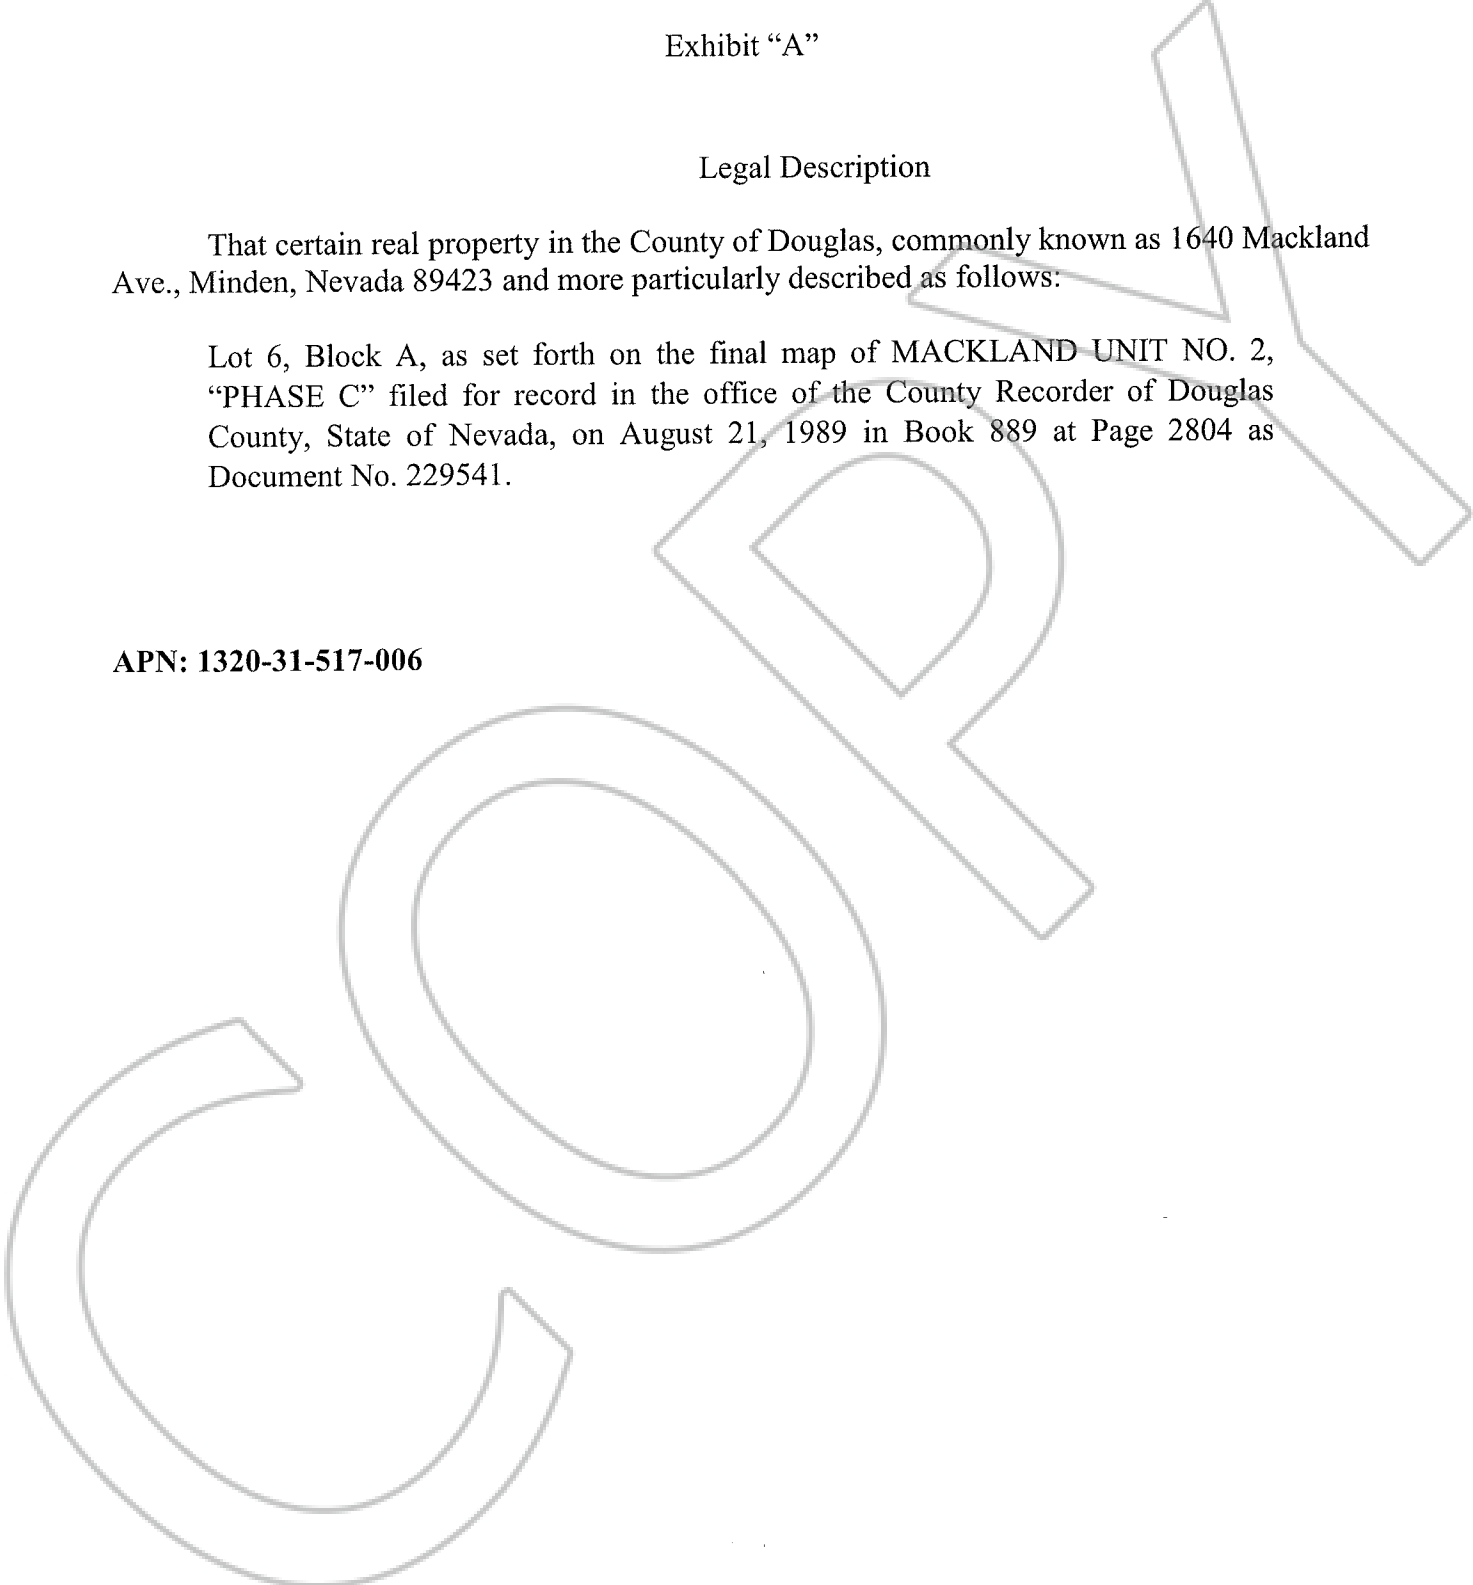 Exhibit “A”
Legal Description
That certain real property in the County of Douglas, commonly known as 1640 Mackland
Ave., Minden, Nevada 89423 and more particularly described as follows:
Lot 6, Block A, as set forth on the final map of MACKLAND UNIT NO. 2,
“PHASE C” filed for record in the office of the County Recorder of Douglas
County, State of Nevada, on August 21, 1989 in Book 889 at Page 2804 as
Document No. 229541.
APN: 1320-31-517-006
COPY